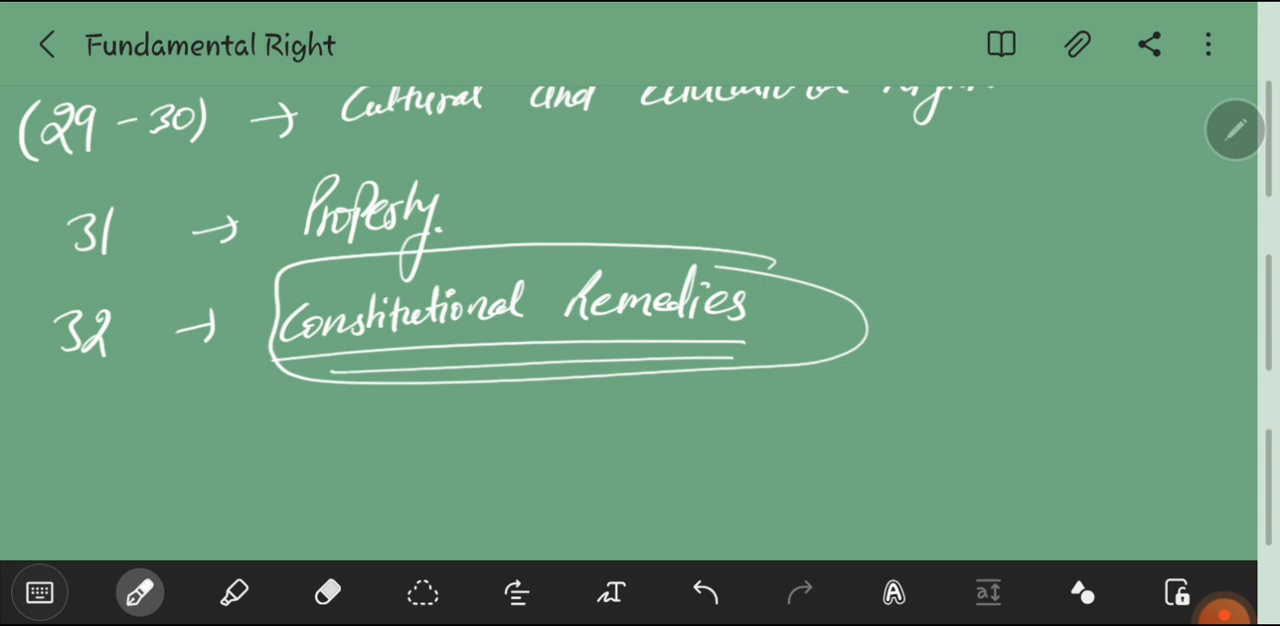 Fundamental Right
(29-30) → Cultural and
31 → Property.
32 → Constitutional Remedies